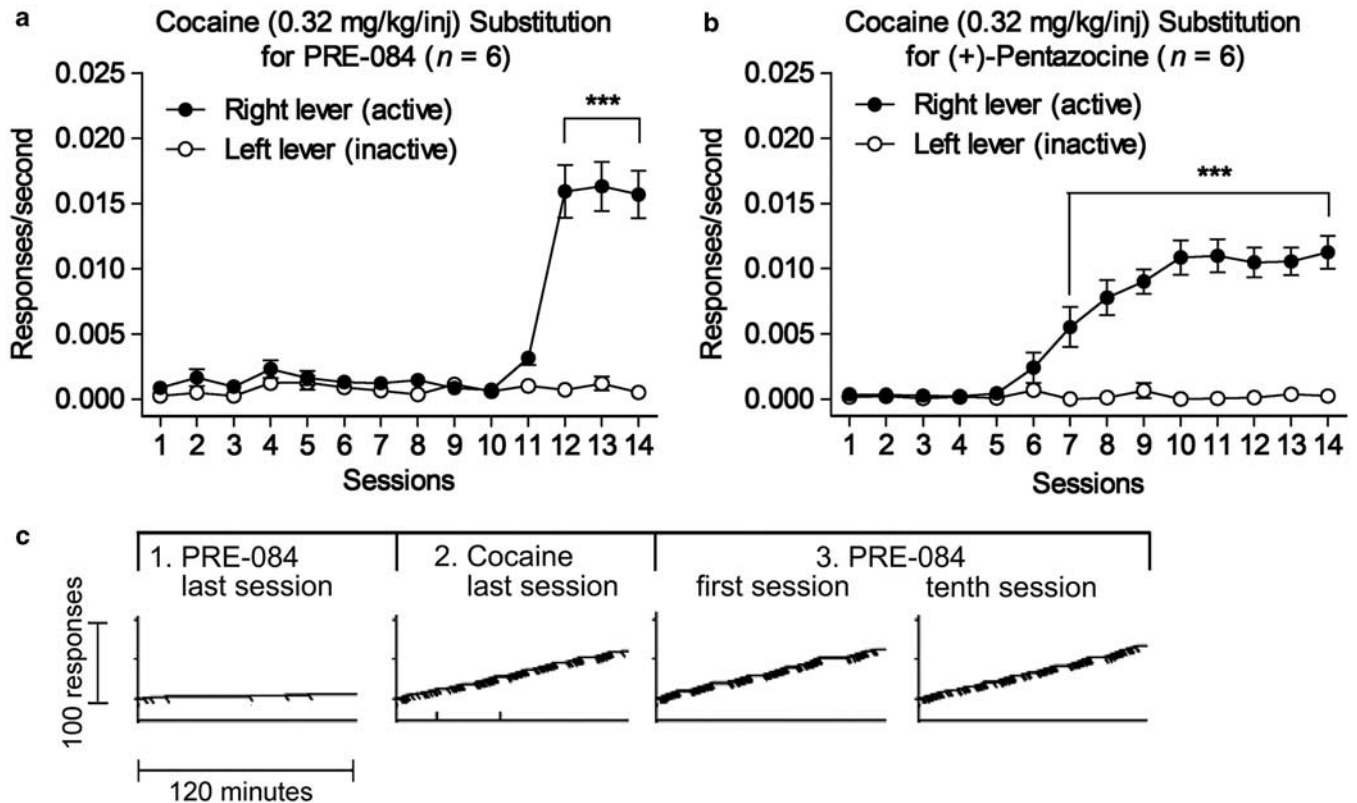 a
Cocaine (0.32 mg/kg/inj) Substitution
for PRE-084 (n = 6)
0.025
0.020
0.015
0.010
0.005
0.000
Responses/second
Right lever (active)
Left lever (inactive)
***
1 2 3 4 5 6 7 8 9 10 11 12 13 14
Sessions
b
Cocaine (0.32 mg/kg/inj) Substitution
for (+)-Pentazocine (n = 6)
0.025
0.020
0.015
0.010
0.005
0.000
Responses/second
Right lever (active)
Left lever (inactive)
***
1 2 3 4 5 6 7 8 9 10 11 12 13 14
Sessions
c
1. PRE-084
last session
2. Cocaine
last session
3. PRE-084
first session
tenth session
100 responses
120 minutes